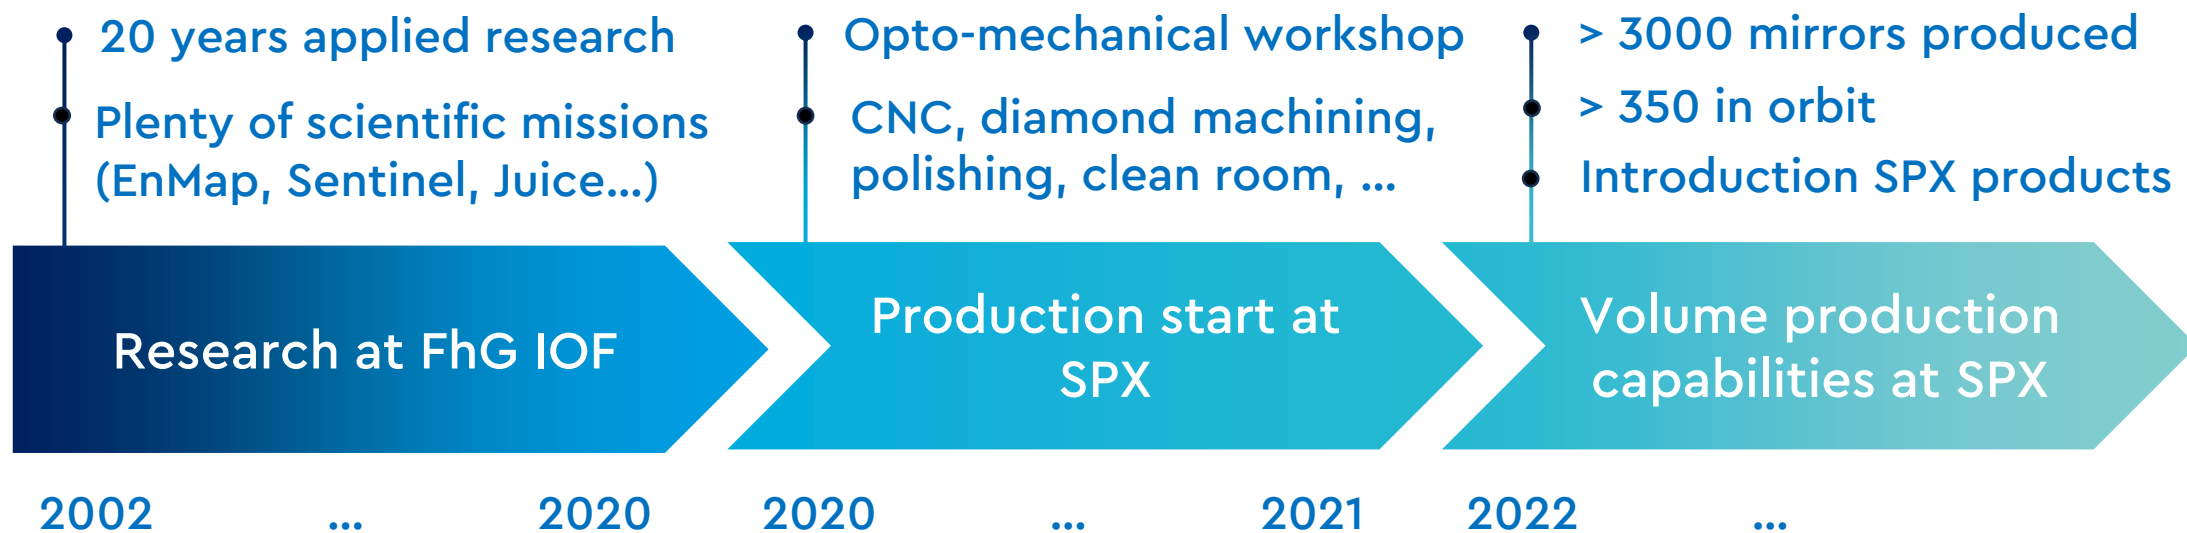 20 years applied research
Plenty of scientific missions
(EnMap, Sentinel, Juice...)
Opto-mechanical workshop
CNC, diamond machining,
polishing, clean room, ...
> 3000 mirrors produced
> 350 in orbit
Introduction SPX products
Research at FhG IOF
Production start at
SPX
Volume production
capabilities at SPX
2002 ... 2020
2020 ... 2021
2022 ...